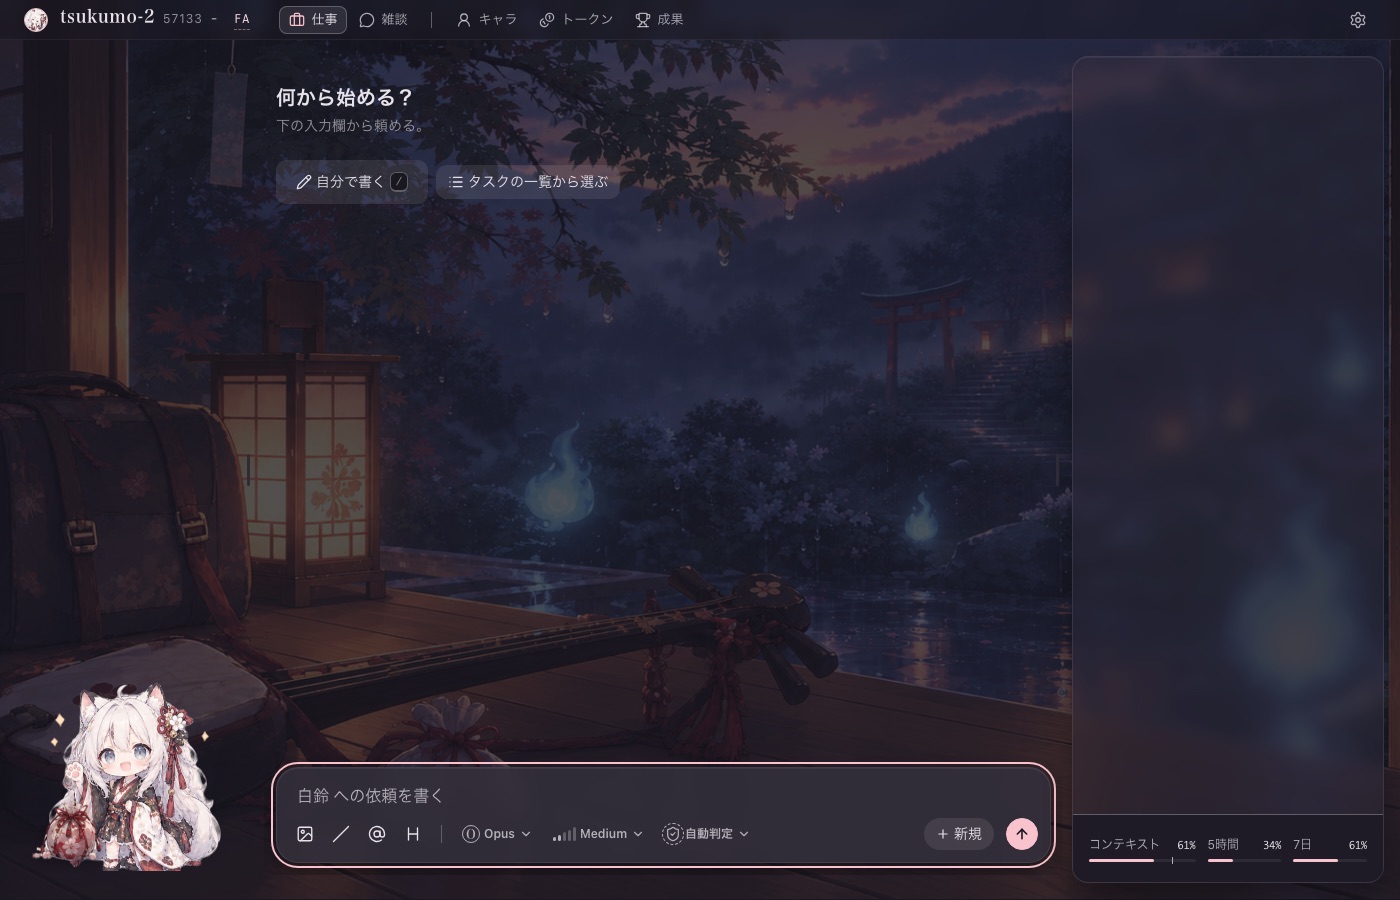 tsukumo-2 57133 - FA 仕事 雑談 キャラ トークン 成果
何から始める？
下の入力欄から頼める。
自分で書く / タスクの一覧から選ぶ
白鈴 への依頼を書く
Opus Medium 自動判定 + 新規
コンテキスト 61% 5時間 34% 7日 61%